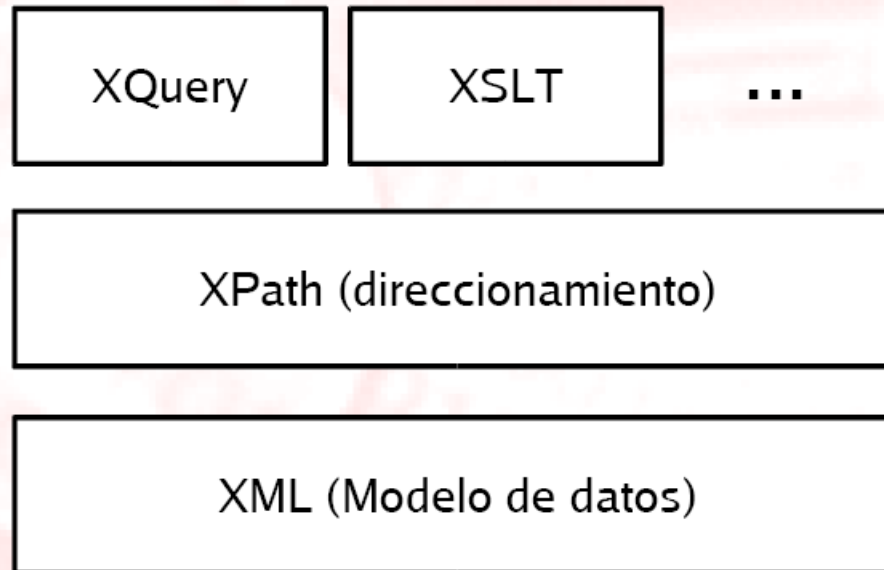 XQuery XSLT ...
XPath (direccionamiento)
XML (Modelo de datos)